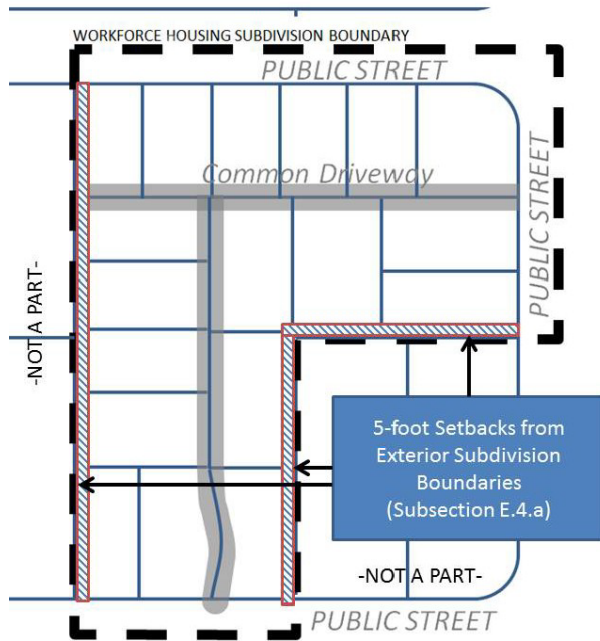 WORKFORCE HOUSING SUBDIVISION BOUNDARY
PUBLIC STREET
Common Driveway
PUBLIC STREET
-NOT A PART-
5-foot Setbacks from
Exterior Subdivision
Boundaries
(Subsection E.4.a)
-NOT A PART-
PUBLIC STREET